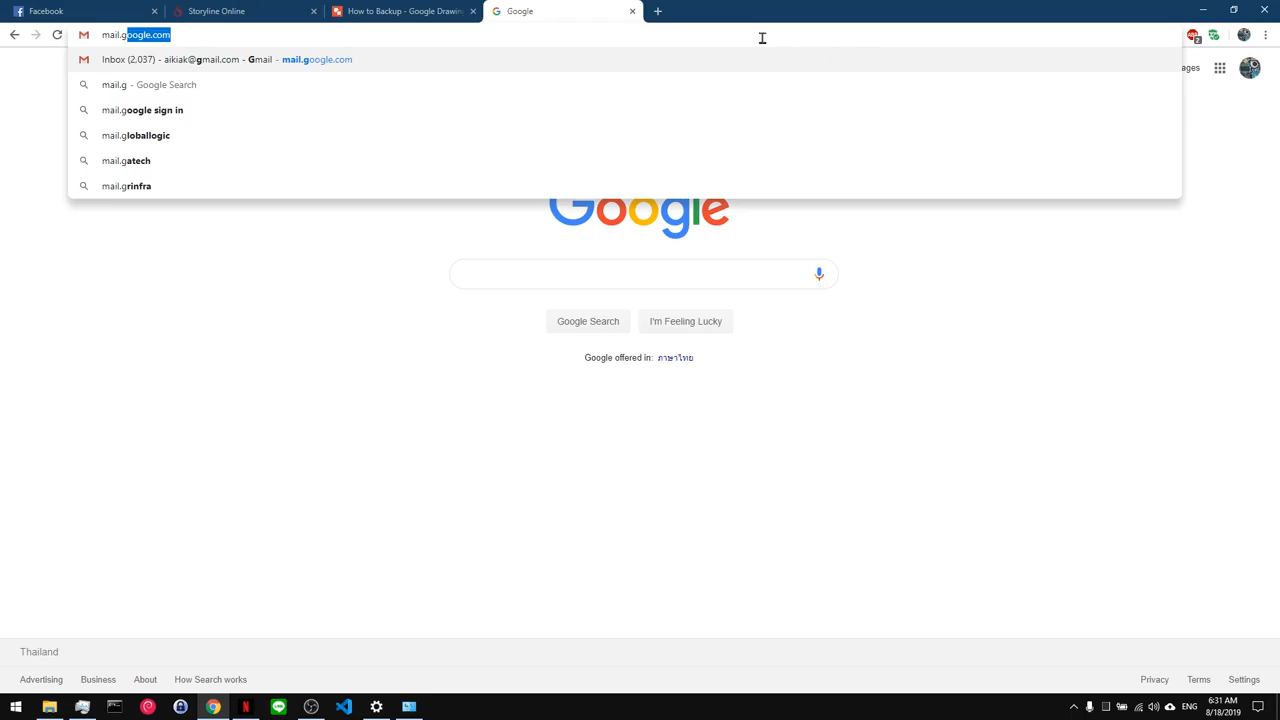 Facebook
Storyline Online
How to Backup - Google Drawin
Google
mail.google.com
Inbox (2,037) - aikiak@gmail.com - Gmail - mail.google.com
mail.g - Google Search
mail.google sign in
mail.globallogic
mail.gatech
mail.grinfra
ages
Google
Google Search
I'm Feeling Lucky
Google offered in: ภาษาไทย
Thailand
Advertising
Business
About
How Search works
Privacy
Terms
Settings
ENG
6:31 AM
8/18/2019